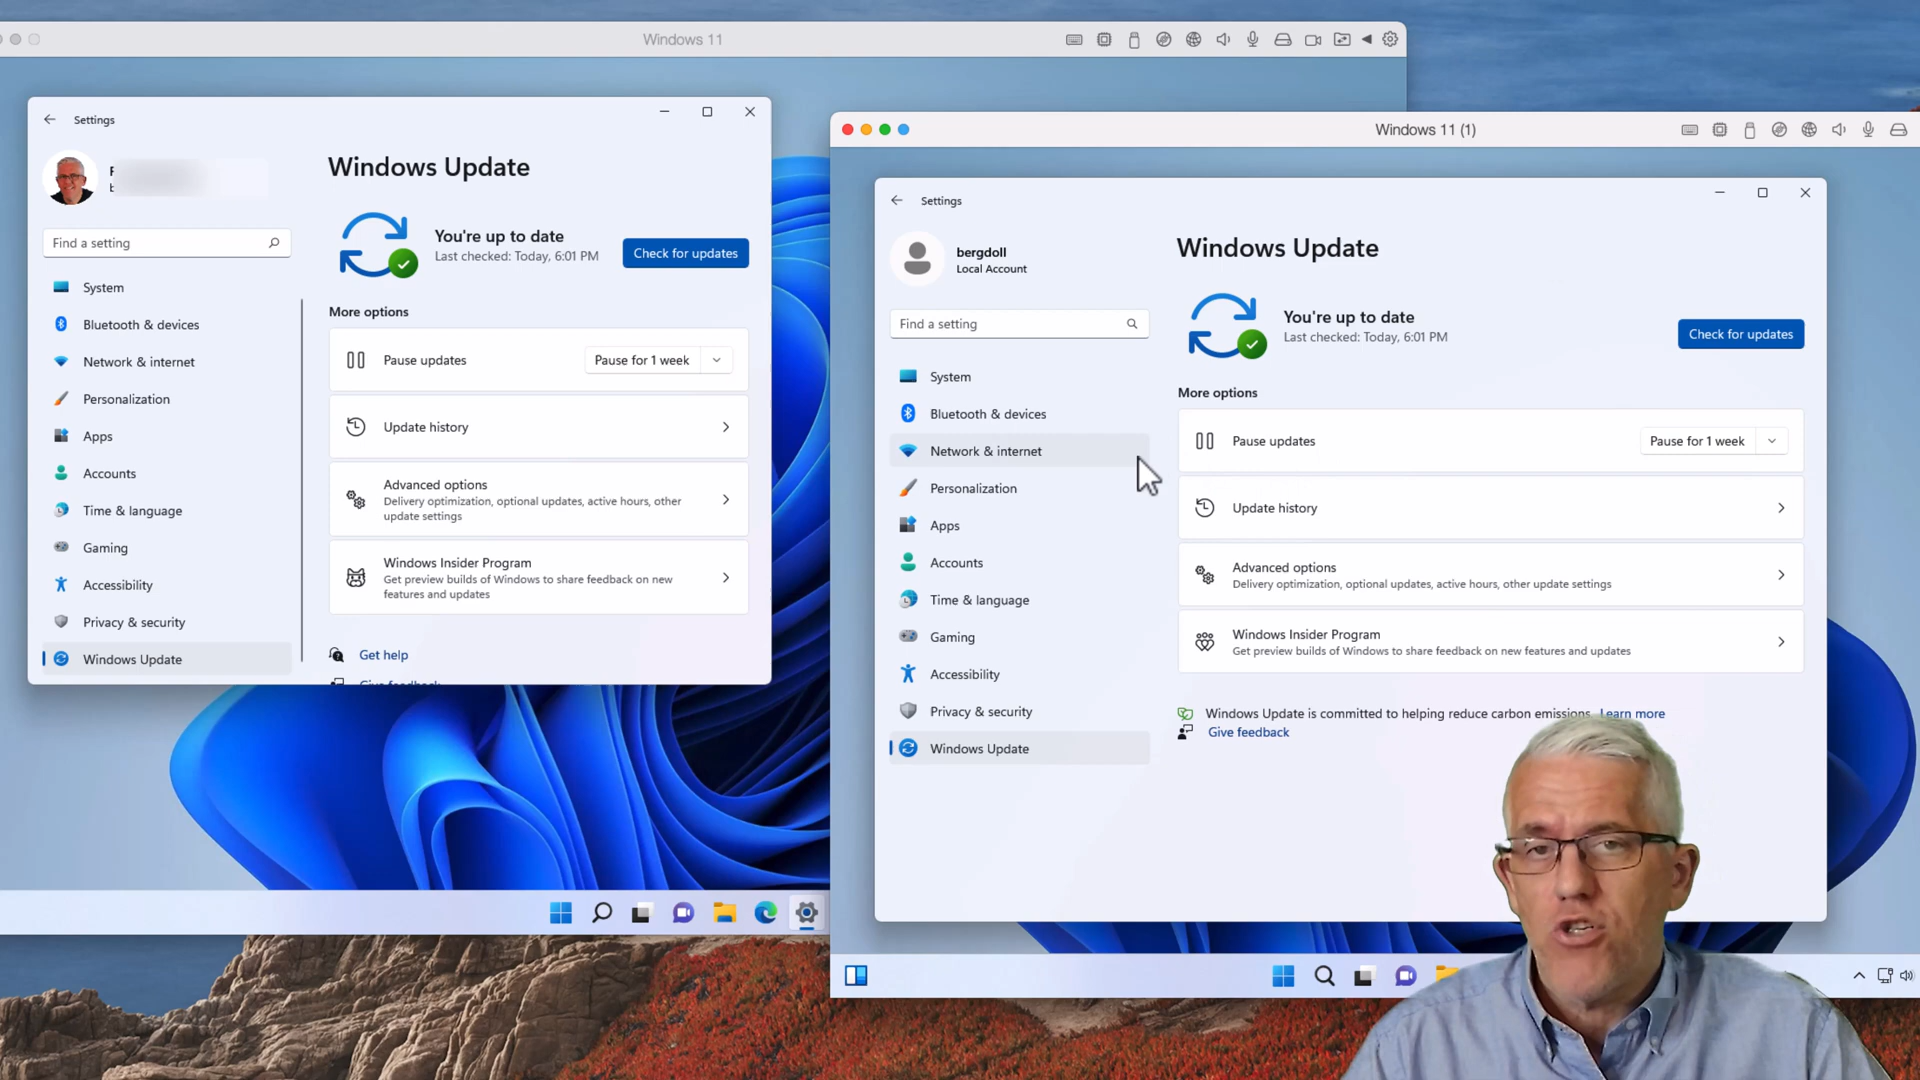 Windows 11
Settings
Windows Update
Find a setting
You're up to date
Last checked: Today, 6:01 PM
Check for updates
System
Bluetooth & devices
Network & internet
Personalization
Apps
Accounts
Time & language
Gaming
Accessibility
Privacy & security
Windows Update
More options
Pause updates
Pause for 1 week
Update history
Advanced options
Delivery optimization, optional updates, active hours, other
update settings
Windows Insider Program
Get preview builds of Windows to share feedback on new
features and updates
Get help
Give feedback
Windows 11 (1)
Settings
bergdoll
Local Account
Find a setting
System
Bluetooth & devices
Network & internet
Personalization
Apps
Accounts
Time & language
Gaming
Accessibility
Privacy & security
Windows Update
Windows Update
You're up to date
Last checked: Today, 6:01 PM
Check for updates
More options
Pause updates
Pause for 1 week
Update history
Advanced options
Delivery optimization, optional updates, active hours, other update settings
Windows Insider Program
Get preview builds of Windows to share feedback on new features and updates
Windows Update is committed to helping reduce carbon emissions. Learn more
Give feedback